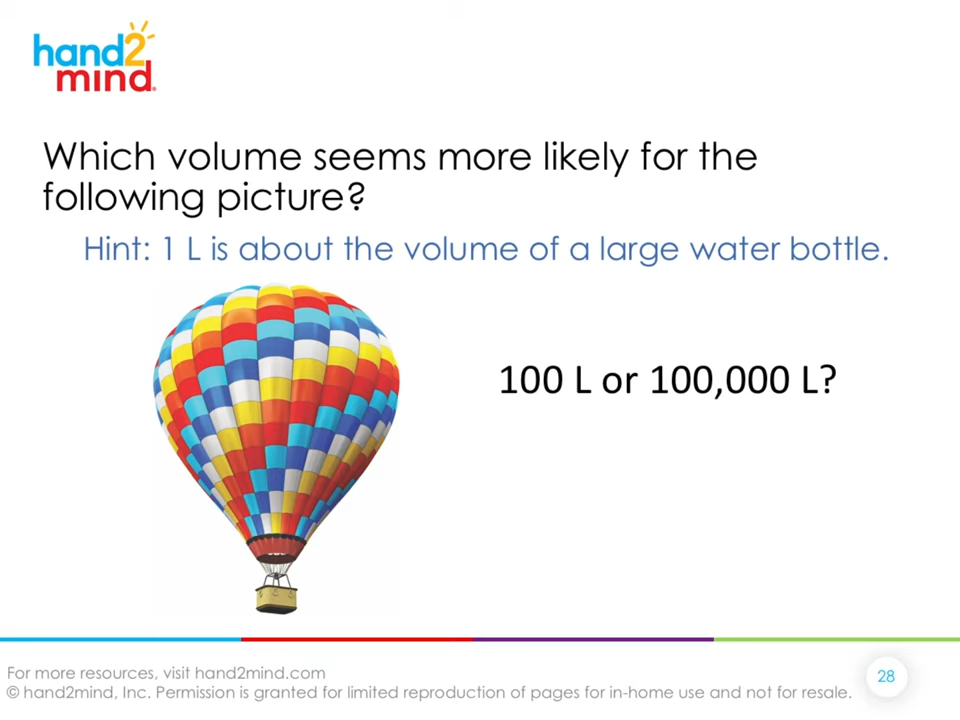 hand2
mind®
Which volume seems more likely for the
following picture?
Hint: 1 L is about the volume of a large water bottle.
100 L or 100,000 L?
For more resources, visit hand2mind.com
© hand2mind, Inc. Permission is granted for limited reproduction of pages for in-home use and not for resale.
28